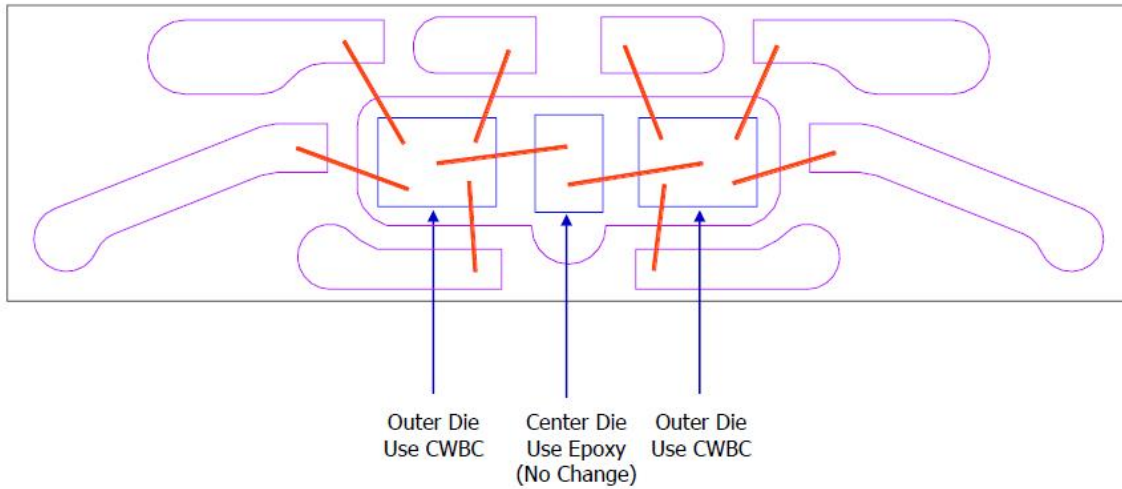 Outer Die
Use CWBC
Center Die
Use Epoxy
(No Change)
Outer Die
Use CWBC